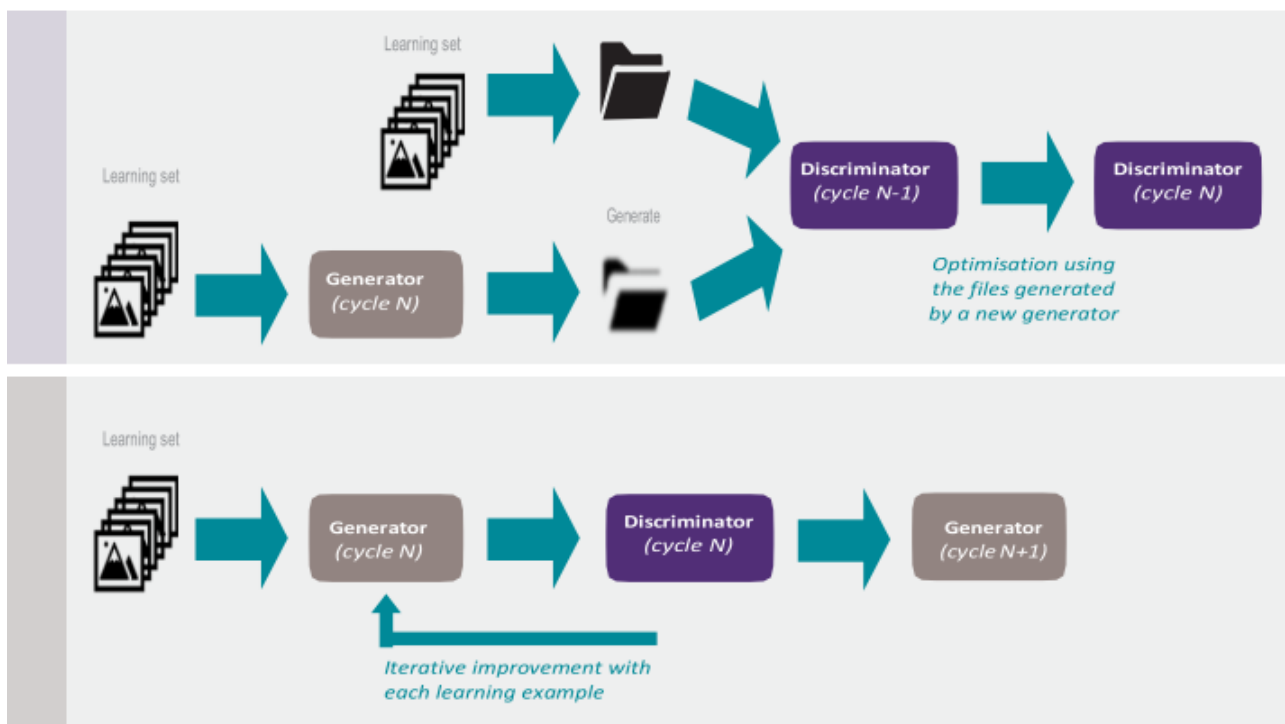 Learning set
Learning set
Generate
Generator
(cycle N)
Discriminator
(cycle N-1)
Discriminator
(cycle N)
Optimisation using
the files generated
by a new generator
Learning set
Generator
(cycle N)
Discriminator
(cycle N)
Generator
(cycle N+1)
Iterative improvement with
each learning example